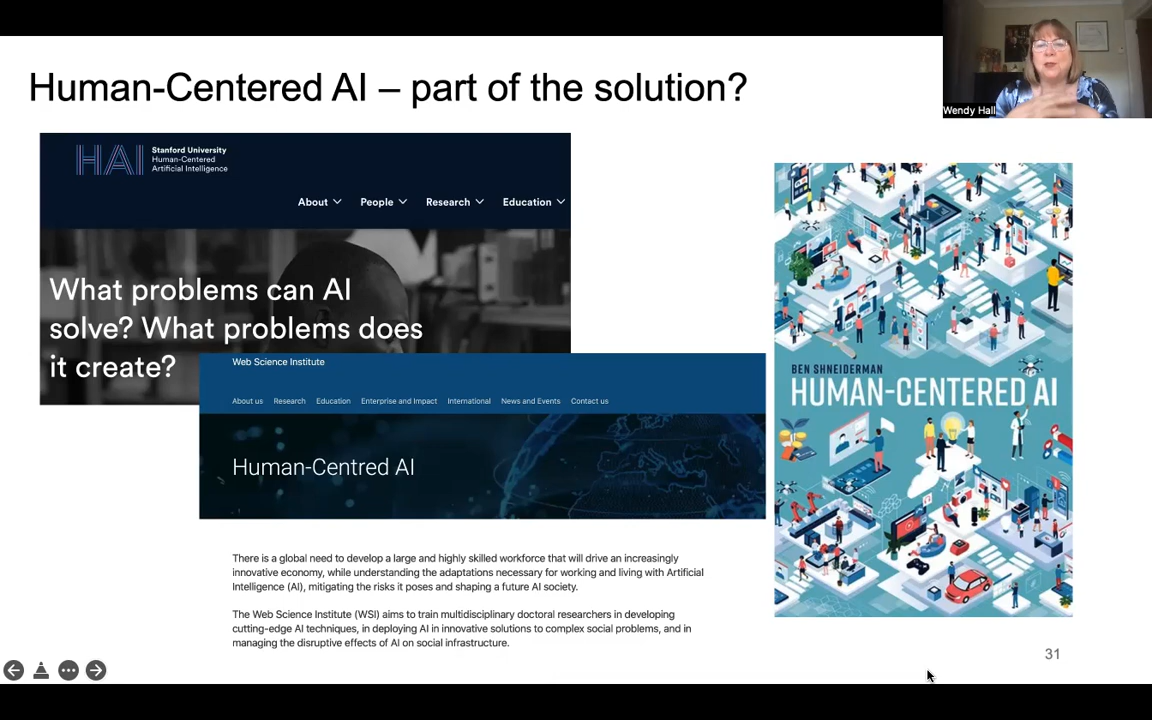 Human-Centered AI – part of the solution?
Wendy Hall
HAI
Stanford University
Human-Centered
Artificial Intelligence
About People Research Education
What problems can AI
solve? What problems does
it create?
Web Science Institute
About us Research Education Enterprise and Impact International News and Events Contact us
Human-Centred AI
There is a global need to develop a large and highly skilled workforce that will drive an increasingly
innovative economy, while understanding the adaptations necessary for working and living with Artificial
Intelligence (AI), mitigating the risks it poses and shaping a future AI society.
The Web Science Institute (WSI) aims to train multidisciplinary doctoral researchers in developing
cutting-edge AI techniques, in deploying AI in innovative solutions to complex social problems, and in
managing the disruptive effects of AI on social infrastructure.
BEN SHNEIDERMAN
HUMAN-CENTERED AI
31